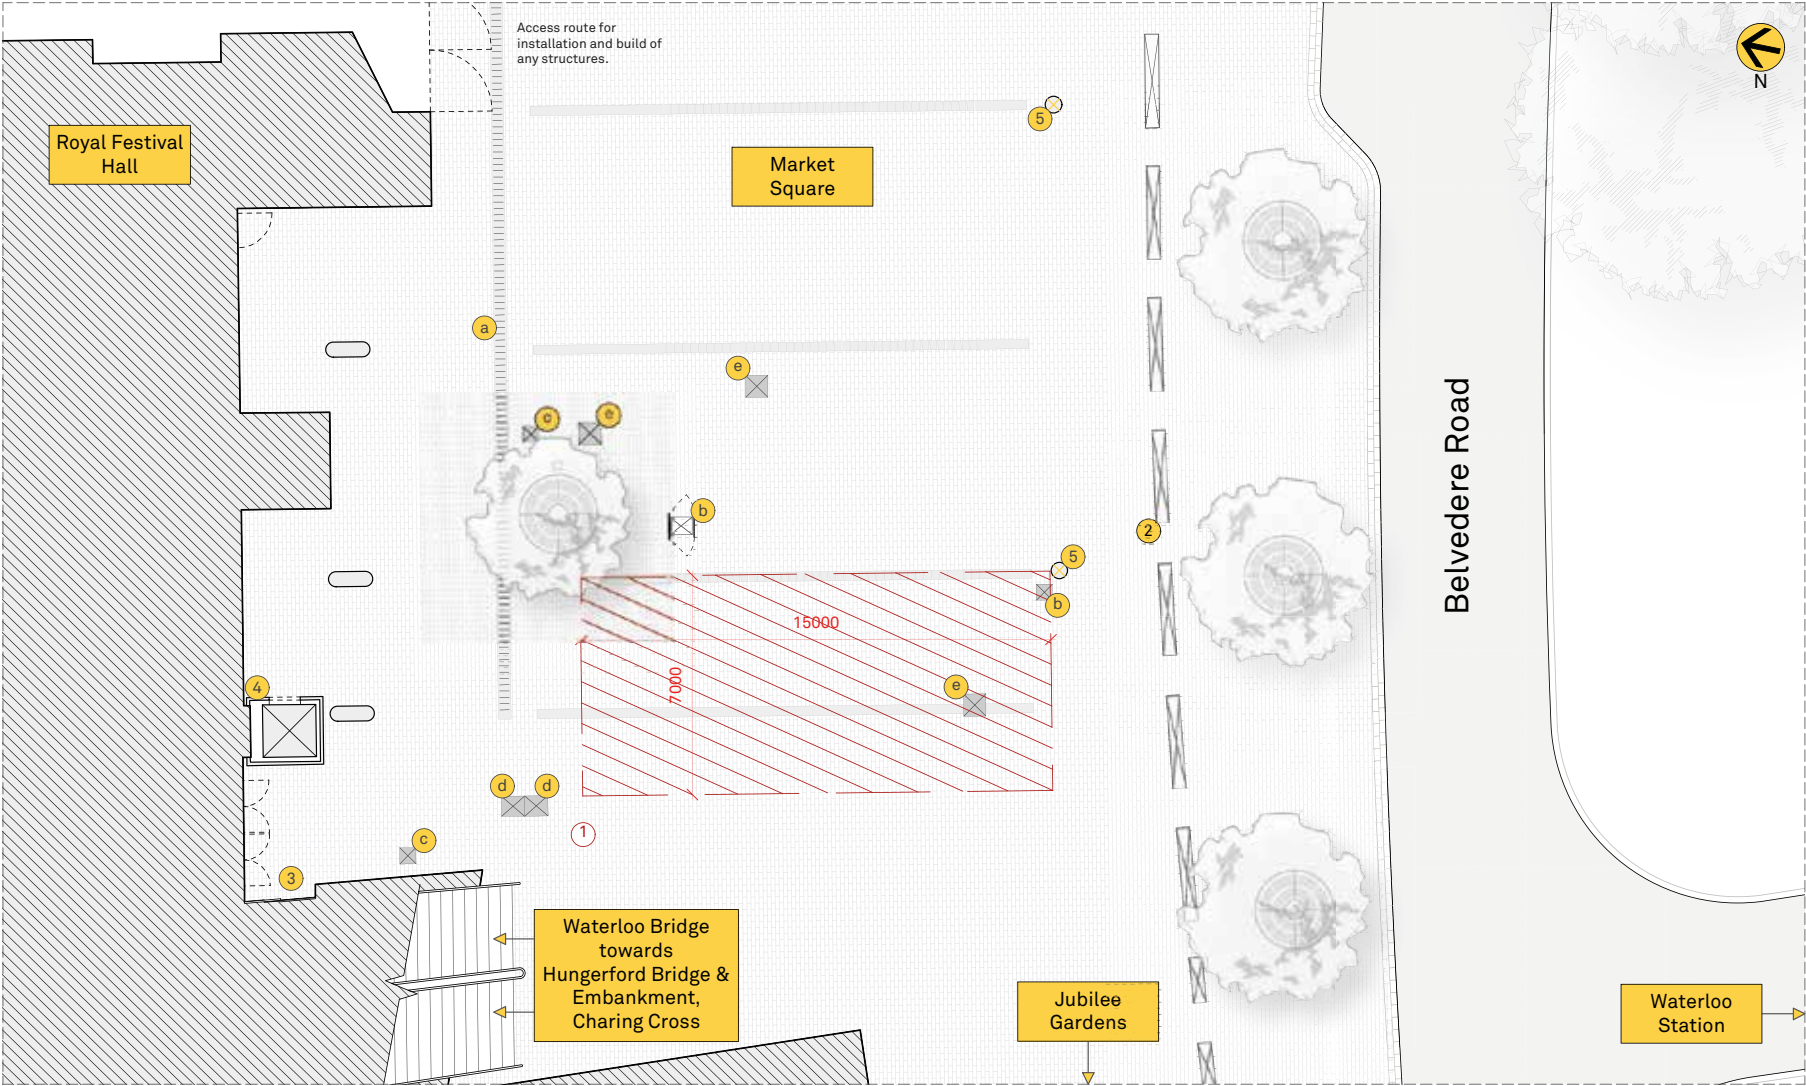 Access route for
installation and build of
any structures.
N
Royal Festival
Hall
5
Market
Square
a
e
c
e
b
2
5
b
15000
7000
e
4
d
d
1
c
3
Belvedere Road
Waterloo Bridge
towards
Hungerford Bridge &
Embankment,
Charing Cross
Jubilee
Gardens
Waterloo
Station